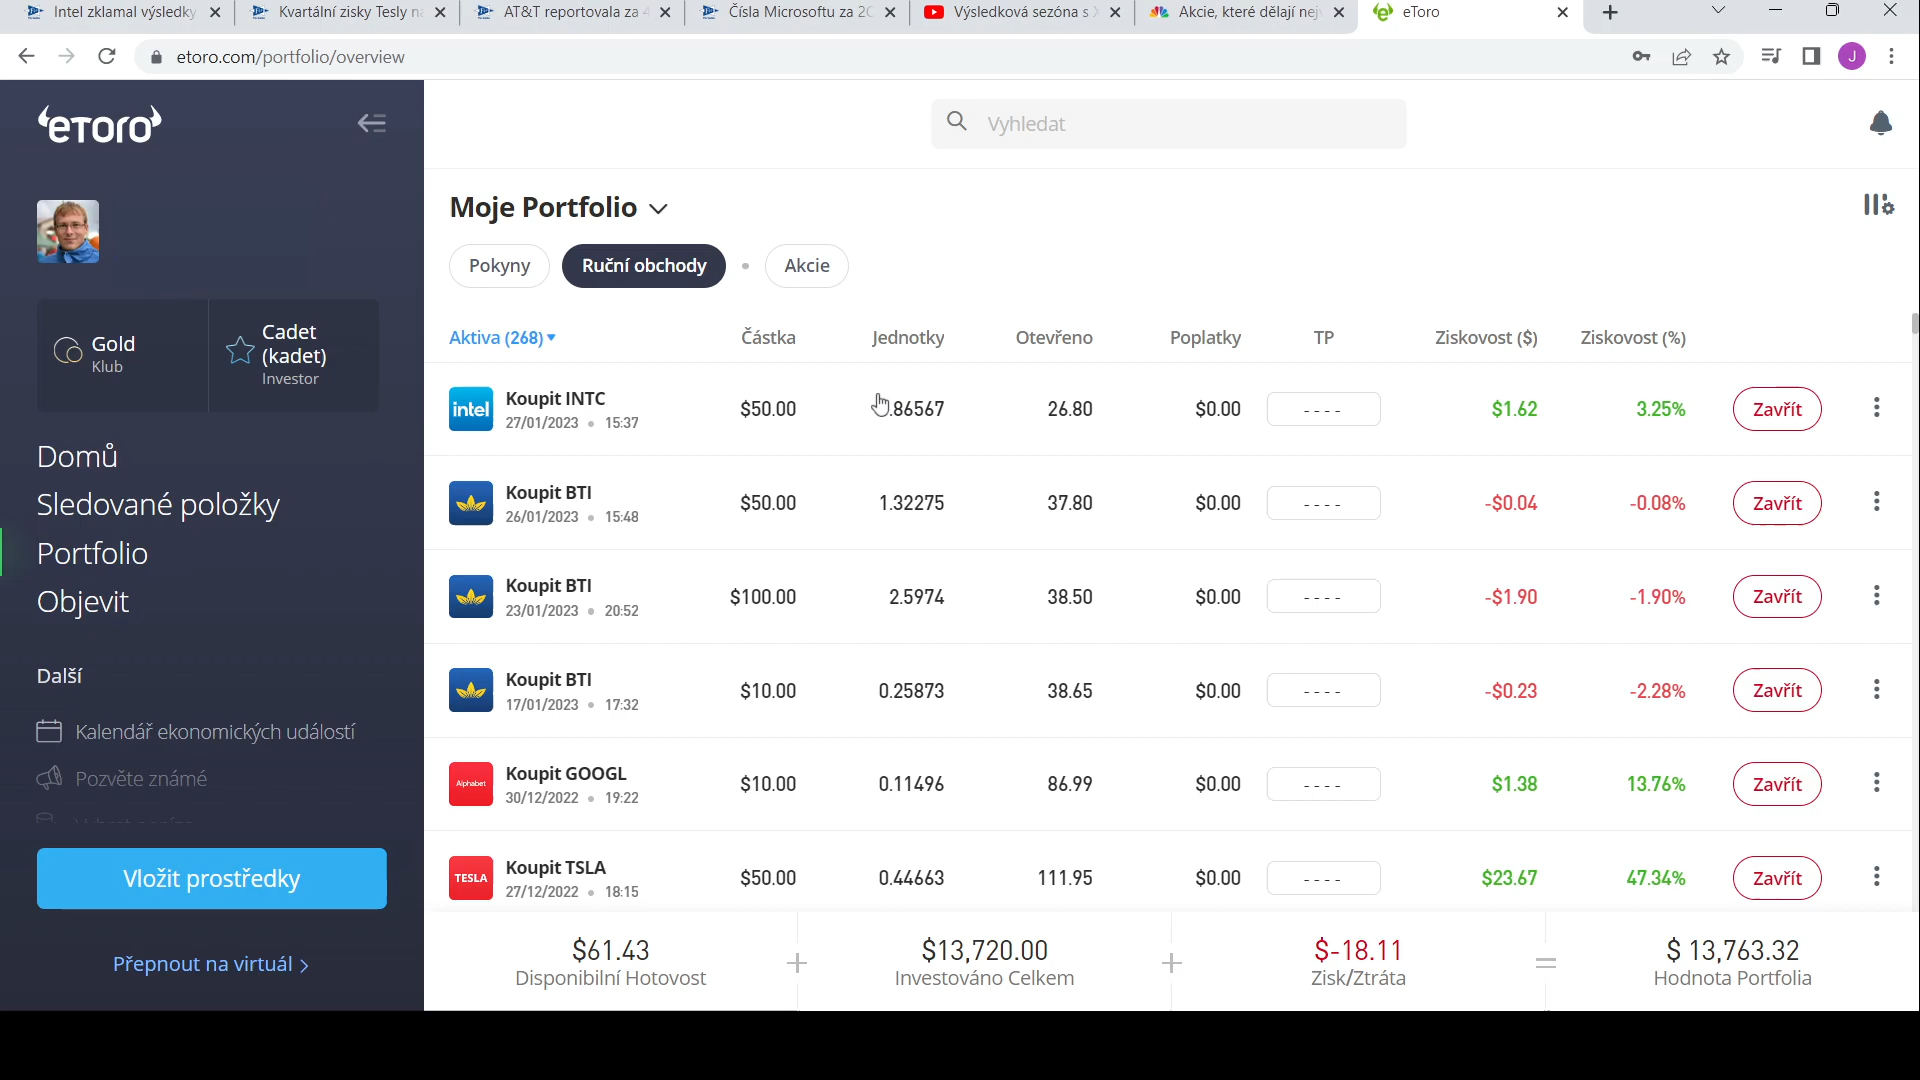 Intel zklamal výsledky
Kvartální zisky Tesly n
AT&T reportovala za 4
Čísla Microsoftu za 2Q
Výsledková sezóna s
Akcie, které dělají nej
eToro
etoro.com/portfolio/overview
J
eToro
Vyhledat
Gold
Klub
Cadet
(kadet)
Investor
Domů
Sledované položky
Portfolio
Objevit
Další
Kalendář ekonomických událostí
Pozvěte známé
Vložit prostředky
Přepnout na virtuál >
Moje Portfolio
Pokyny
Ruční obchody
Akcie
Aktiva (268) Částka Jednotky Otevřeno Poplatky TP Ziskovost ($) Ziskovost (%)
intel Koupit INTC $50.00 .86567 26.80 $0.00 ---- $1.62 3.25% Zavřít
27/01/2023 • 15:37
Koupit BTI $50.00 1.32275 37.80 $0.00 ---- -$0.04 -0.08% Zavřít
26/01/2023 • 15:48
Koupit BTI $100.00 2.5974 38.50 $0.00 ---- -$1.90 -1.90% Zavřít
23/01/2023 • 20:52
Koupit BTI $10.00 0.25873 38.65 $0.00 ---- -$0.23 -2.28% Zavřít
17/01/2023 • 17:32
Alphabet Koupit GOOGL $10.00 0.11496 86.99 $0.00 ---- $1.38 13.76% Zavřít
30/12/2022 • 19:22
TESLA Koupit TSLA $50.00 0.44663 111.95 $0.00 ---- $23.67 47.34% Zavřít
27/12/2022 • 18:15
$61.43 + $13,720.00 + $-18.11 = $ 13,763.32
Disponibilní Hotovost Investováno Celkem Zisk/Ztráta Hodnota Portfolia